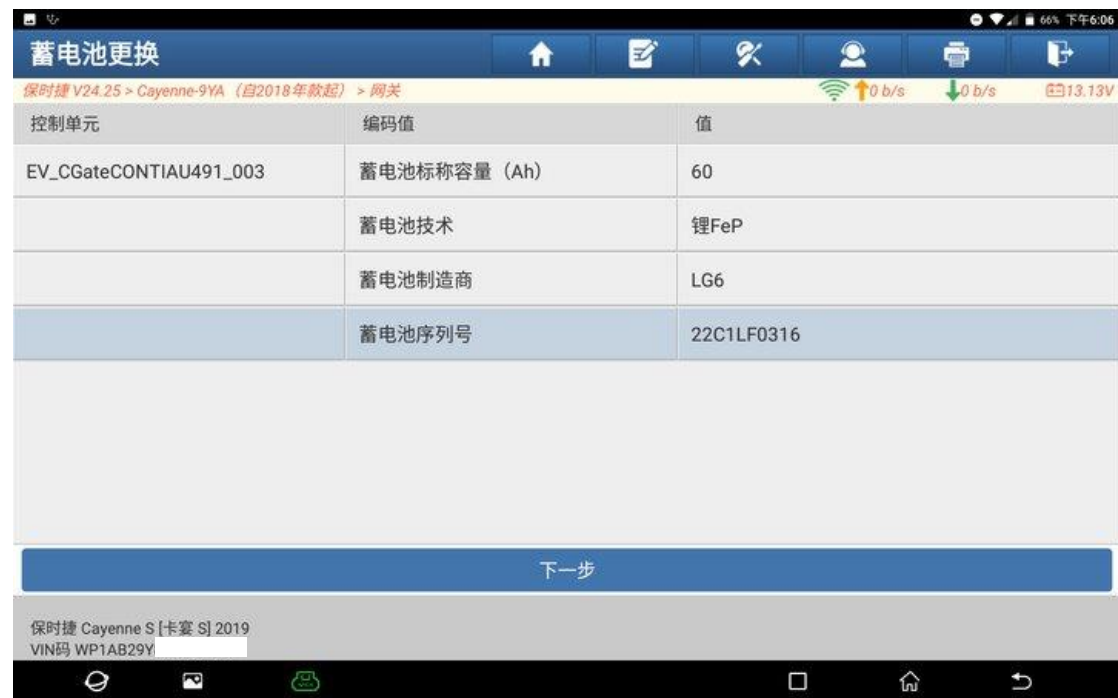 66% 下午6:06
蓄电池更换
保时捷 V24.25 > Cayenne-9YA（自2018年款起） > 网关 0 b/s 0 b/s 13.13V
控制单元 编码值 值
EV_CGateCONTIAU491_003 蓄电池标称容量（Ah） 60
蓄电池技术 锂FeP
蓄电池制造商 LG6
蓄电池序列号 22C1LF0316
下一步
保时捷 Cayenne S [卡宴 S] 2019
VIN码 WP1AB29Y